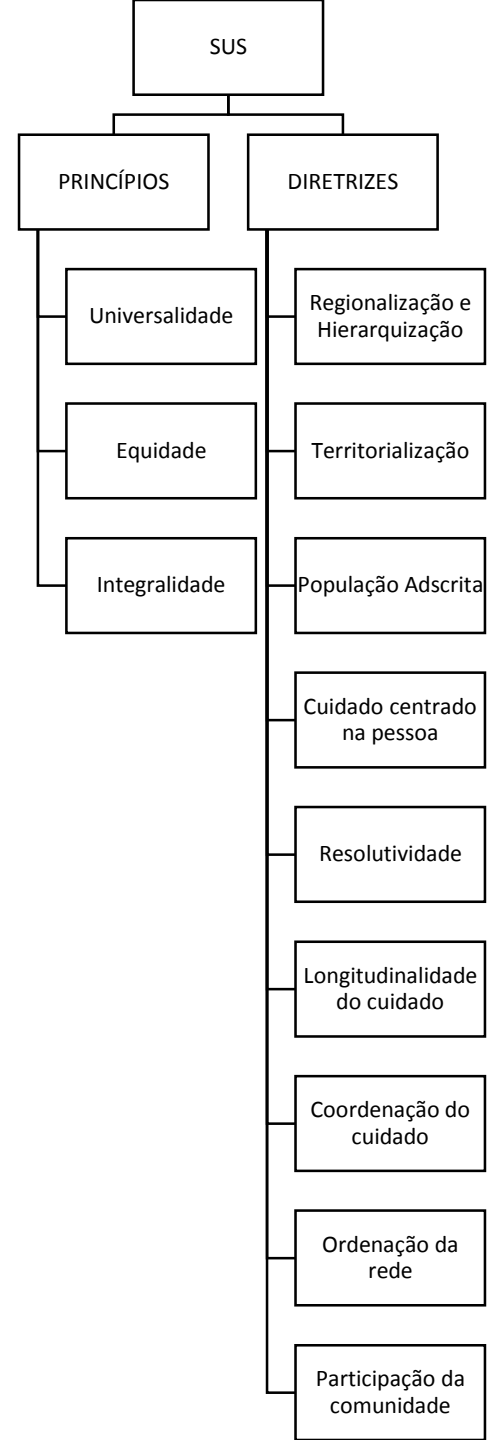 SUS
PRINCÍPIOS
Universalidade
Equidade
Integralidade
DIRETRIZES
Regionalização e
Hierarquização
Territorialização
População Adscrita
Cuidado centrado
na pessoa
Resolutividade
Longitudinalidade
do cuidado
Coordenação do
cuidado
Ordenação da
rede
Participação da
comunidade